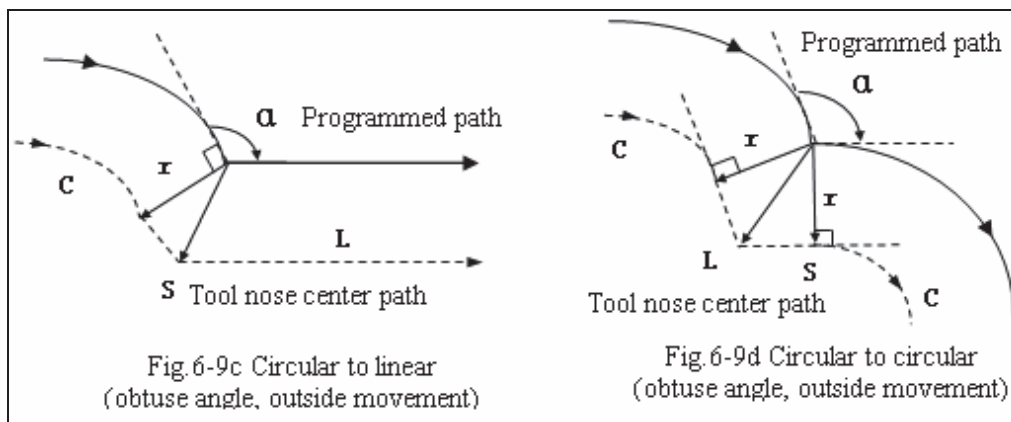 α
Programmed path
r
C
L
S
Tool nose center path
Fig.6-9c Circular to linear
(obtuse angle, outside movement)
Programmed path
α
C
r
r
L
S
Tool nose center path
C
Fig.6-9d Circular to circular
(obtuse angle, outside movement)